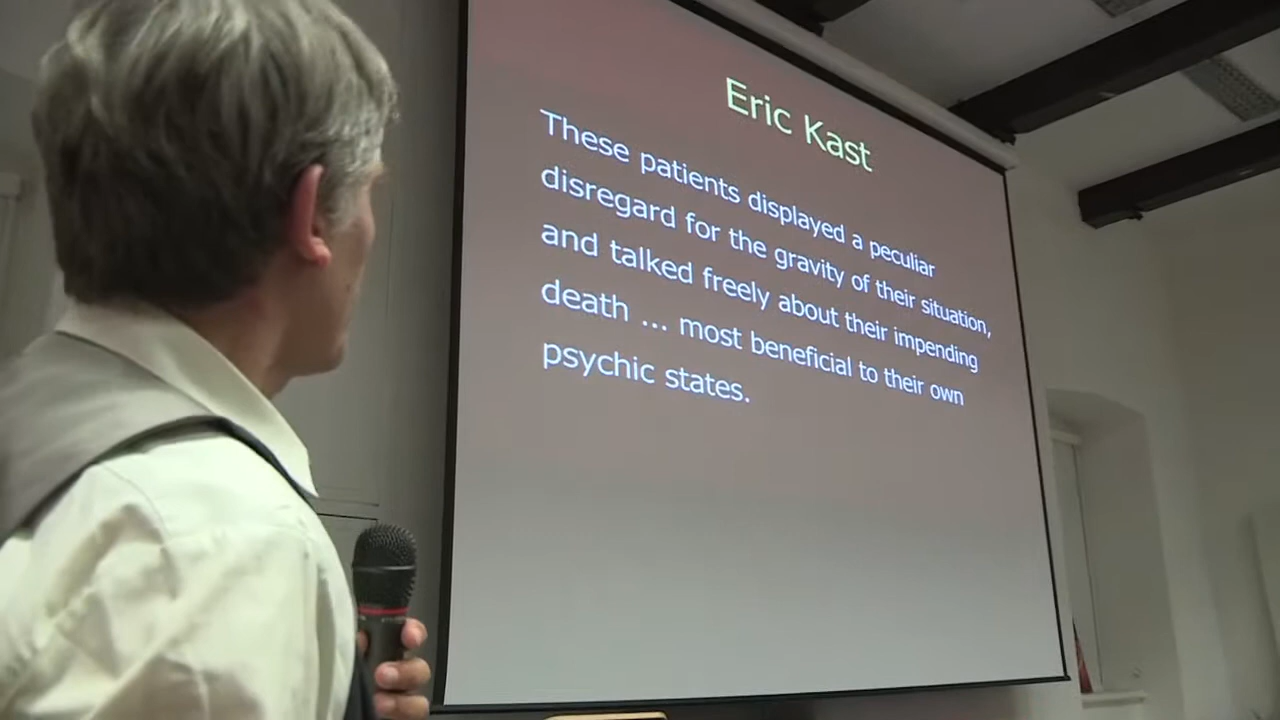 Eric Kast
These patients displayed a peculiar
disregard for the gravity of their situation,
and talked freely about their impending
death ... most beneficial to their own
psychic states.